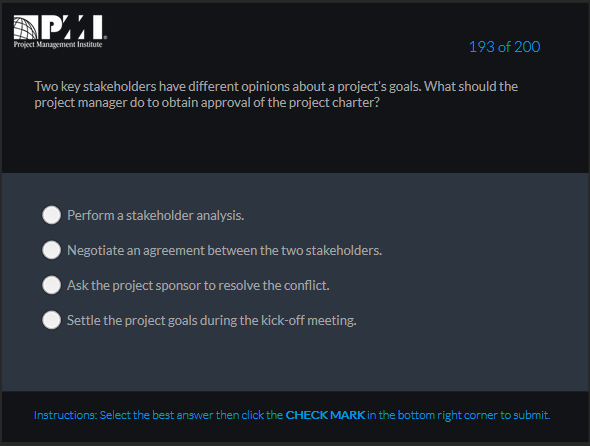 PMI
Project Management Institute
193 of 200
Two key stakeholders have different opinions about a project's goals. What should the
project manager do to obtain approval of the project charter?
Perform a stakeholder analysis.
Negotiate an agreement between the two stakeholders.
Ask the project sponsor to resolve the conflict.
Settle the project goals during the kick-off meeting.
Instructions: Select the best answer then click the CHECK MARK in the bottom right corner to submit.